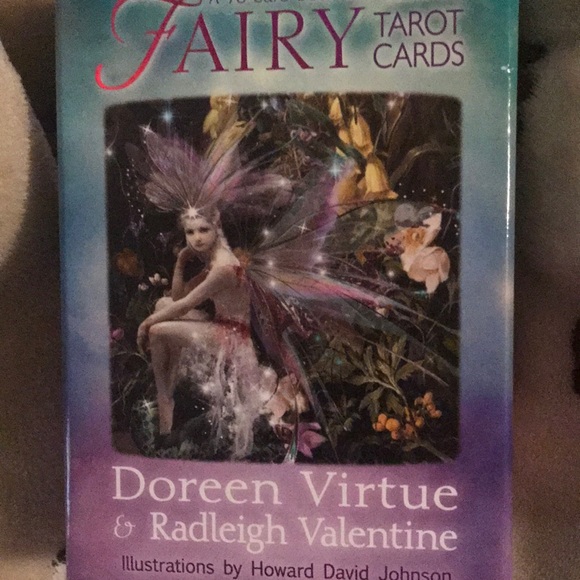 FAIRY TAROT
CARDS
Doreen Virtue
& Radleigh Valentine
Illustrations by Howard David Johnson